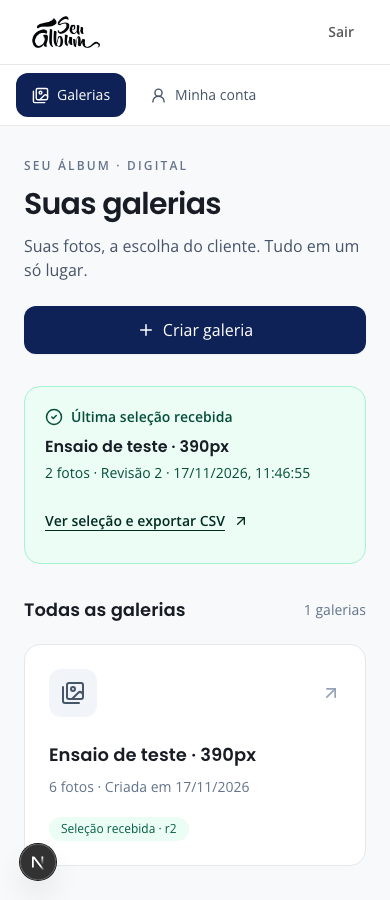 Seu
Álbum
Sair
Galerias
Minha conta
SEU ÁLBUM · DIGITAL
Suas galerias
Suas fotos, a escolha do cliente. Tudo em um
só lugar.
Criar galeria
Última seleção recebida
Ensaio de teste · 390px
2 fotos · Revisão 2 · 17/11/2026, 11:46:55
Ver seleção e exportar CSV
Todas as galerias
1 galerias
Ensaio de teste · 390px
6 fotos · Criada em 17/11/2026
Seleção recebida · r2
N